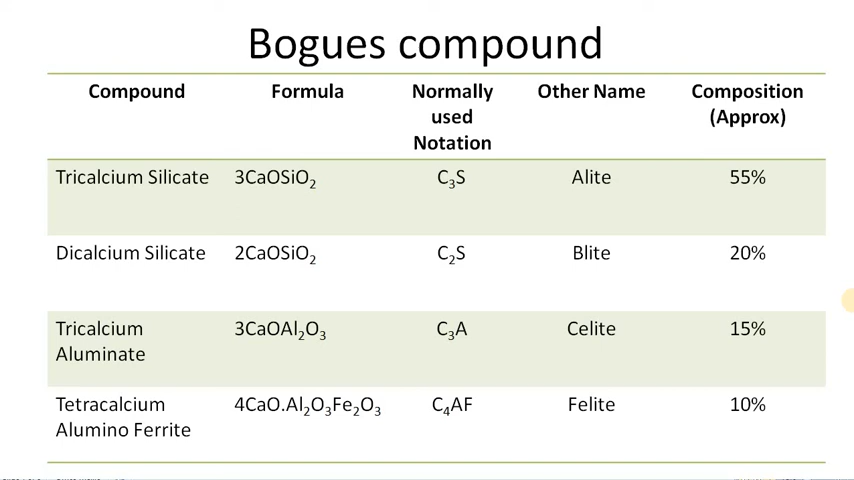 Bogues compound
Compound Formula Normally used Notation Other Name Composition (Approx)
Tricalcium Silicate 3CaOSiO₂ C₃S Alite 55%
Dicalcium Silicate 2CaOSiO₂ C₂S Blite 20%
Tricalcium Aluminate 3CaOAl₂O₃ C₃A Celite 15%
Tetracalcium Alumino Ferrite 4CaO.Al₂O₃Fe₂O₃ C₄AF Felite 10%